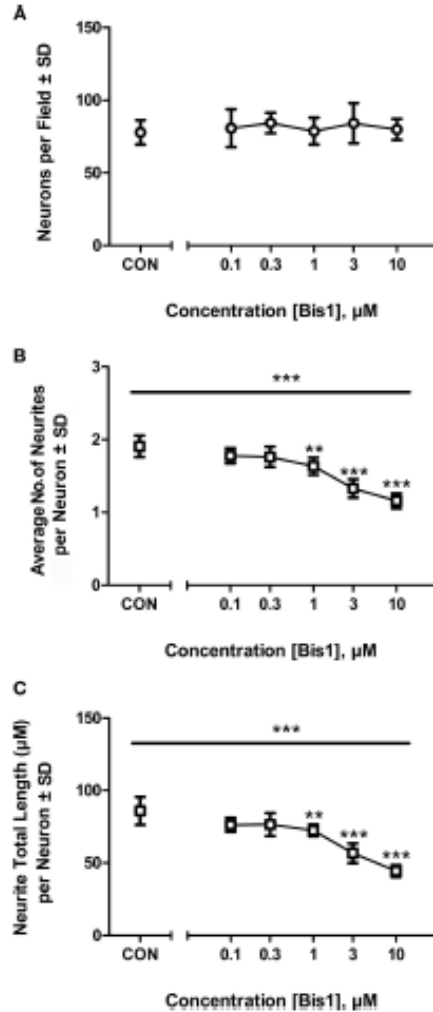 A
Neurons per Field ± SD
150
100
50
0
CON
0.1
0.3
1
3
10
Concentration [Bis1], µM
B
Average No.of Neurites
per Neuron ± SD
3
2
1
0
***
**
***
***
CON
0.1
0.3
1
3
10
Concentration [Bis1], µM
C
Neurite Total Length (µM)
per Neuron ± SD
150
100
50
0
***
**
***
***
CON
0.1
0.3
1
3
10
Concentration [Bis1], µM